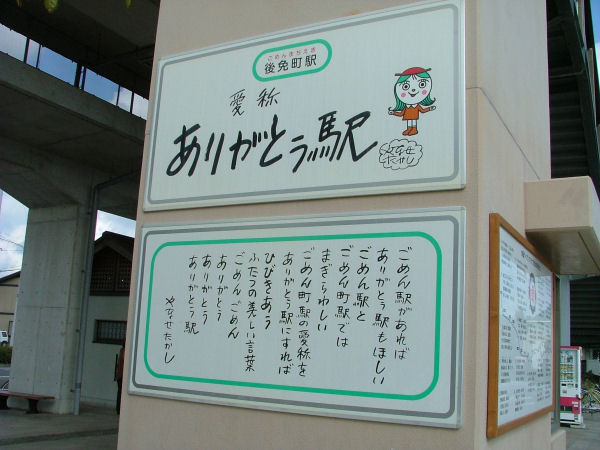 ごめんまちえき
後免町駅
愛称
ありがとう駅
やなせ
たかし
ごめん駅があれば
ありがとう駅もほしい
ごめん駅と
ごめん町駅では
まぎらわしい
ごめん町駅の愛称を
ありがとう駅にすれば
ひびきあう
ふたつの美しい言葉
ごめんごめん
ありがとう
ありがとう
ありがとう駅
やなせたかし